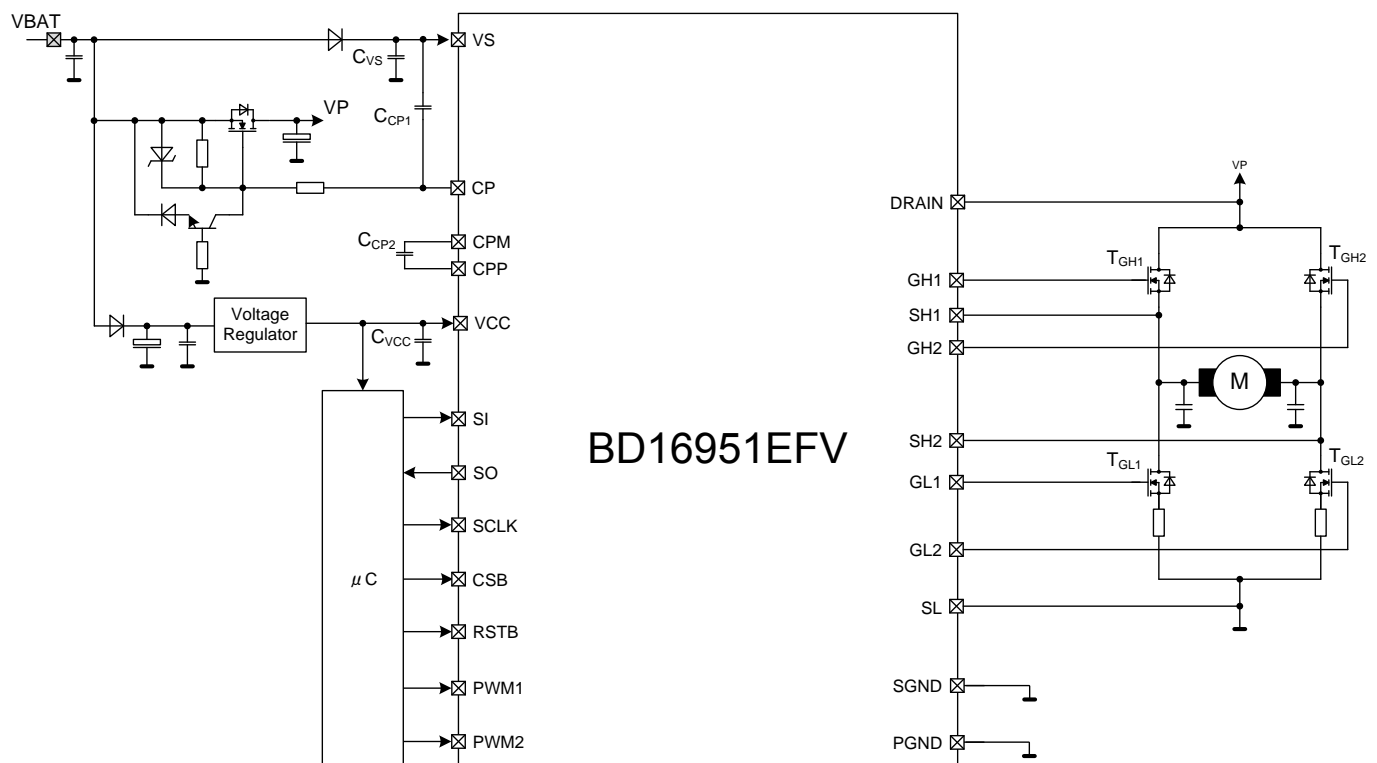 VBAT
VS
CVS
CCP1
VP
CP
CPM
CCP2
CPP
Voltage
Regulator
VCC
CVCC
SI
SO
SCLK
μC
CSB
RSTB
PWM1
PWM2
BD16951EFV
VP
DRAIN
TGH1
TGH2
GH1
SH1
GH2
M
SH2
TGL1
TGL2
GL1
GL2
SL
SGND
PGND